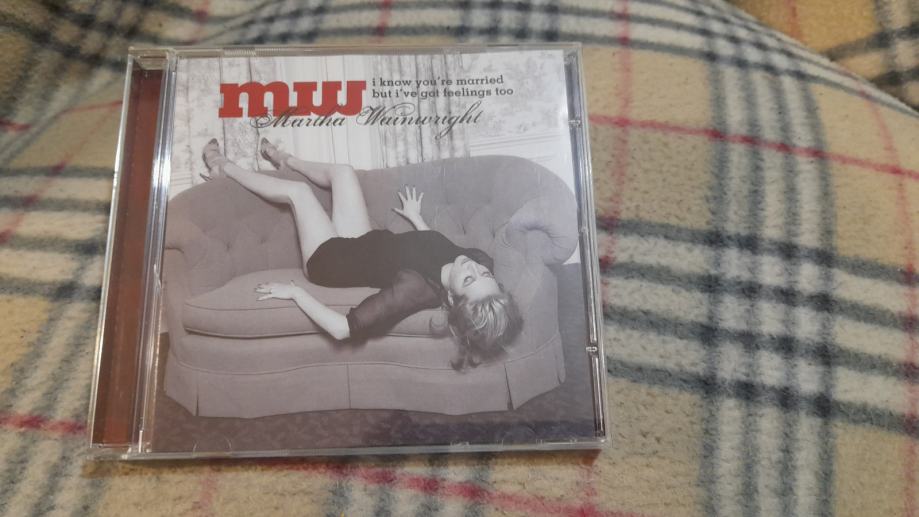 mw
i know you're married
but i've got feelings too
Martha Wainwright